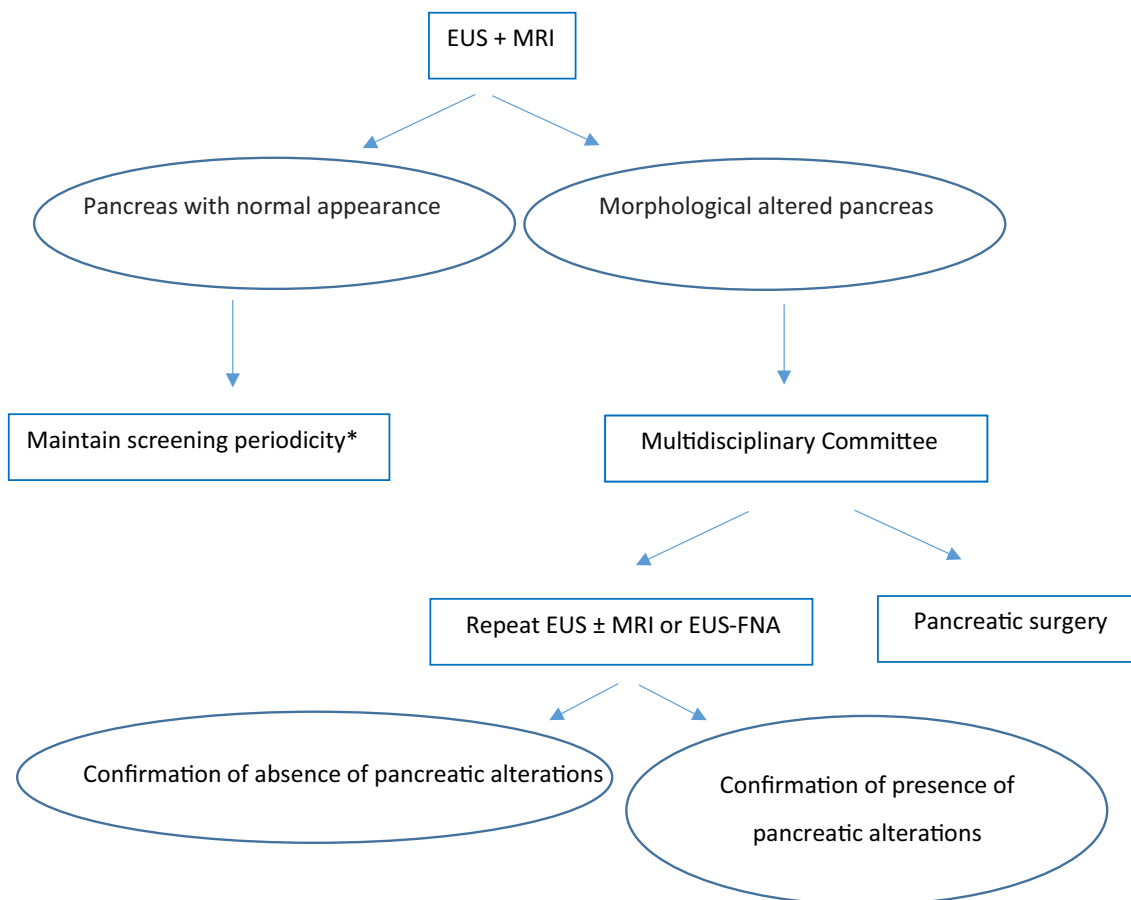 EUS + MRI
Pancreas with normal appearance
Morphological altered pancreas
Maintain screening periodicity*
Multidisciplinary Committee
Repeat EUS ± MRI or EUS-FNA
Pancreatic surgery
Confirmation of absence of pancreatic alterations
Confirmation of presence of
pancreatic alterations